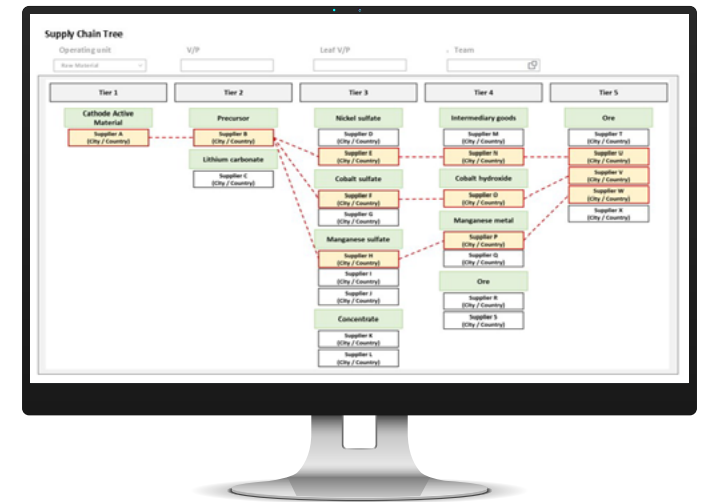 Supply Chain Tree
Operating unit
V/P
Leaf V/P
Team
Raw Material
Tier 1
Tier 2
Tier 3
Tier 4
Tier 5
Cathode Active
Material
Supplier A
(City / Country)
Precursor
Supplier B
(City / Country)
Lithium carbonate
Supplier C
(City / Country)
Nickel sulfate
Supplier D
(City / Country)
Supplier E
(City / Country)
Cobalt sulfate
Supplier F
(City / Country)
Supplier G
(City / Country)
Manganese sulfate
Supplier H
(City / Country)
Supplier I
(City / Country)
Supplier J
(City / Country)
Concentrate
Supplier K
(City / Country)
Supplier L
(City / Country)
Intermediary goods
Supplier M
(City / Country)
Supplier N
(City / Country)
Cobalt hydroxide
Supplier O
(City / Country)
Manganese metal
Supplier P
(City / Country)
Supplier Q
(City / Country)
Ore
Supplier R
(City / Country)
Supplier S
(City / Country)
Ore
Supplier T
(City / Country)
Supplier U
(City / Country)
Supplier V
(City / Country)
Supplier W
(City / Country)
Supplier X
(City / Country)